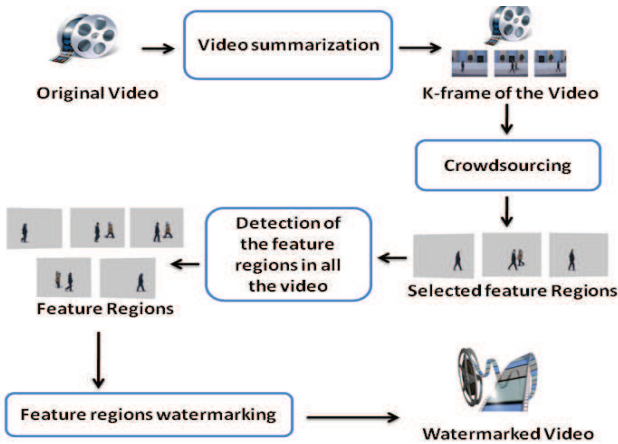 Video summarization
Original Video
K-frame of the Video
Crowdsourcing
Detection of
the feature
regions in all
the video
Selected feature Regions
Feature Regions
Feature regions watermarking
Watermarked Video